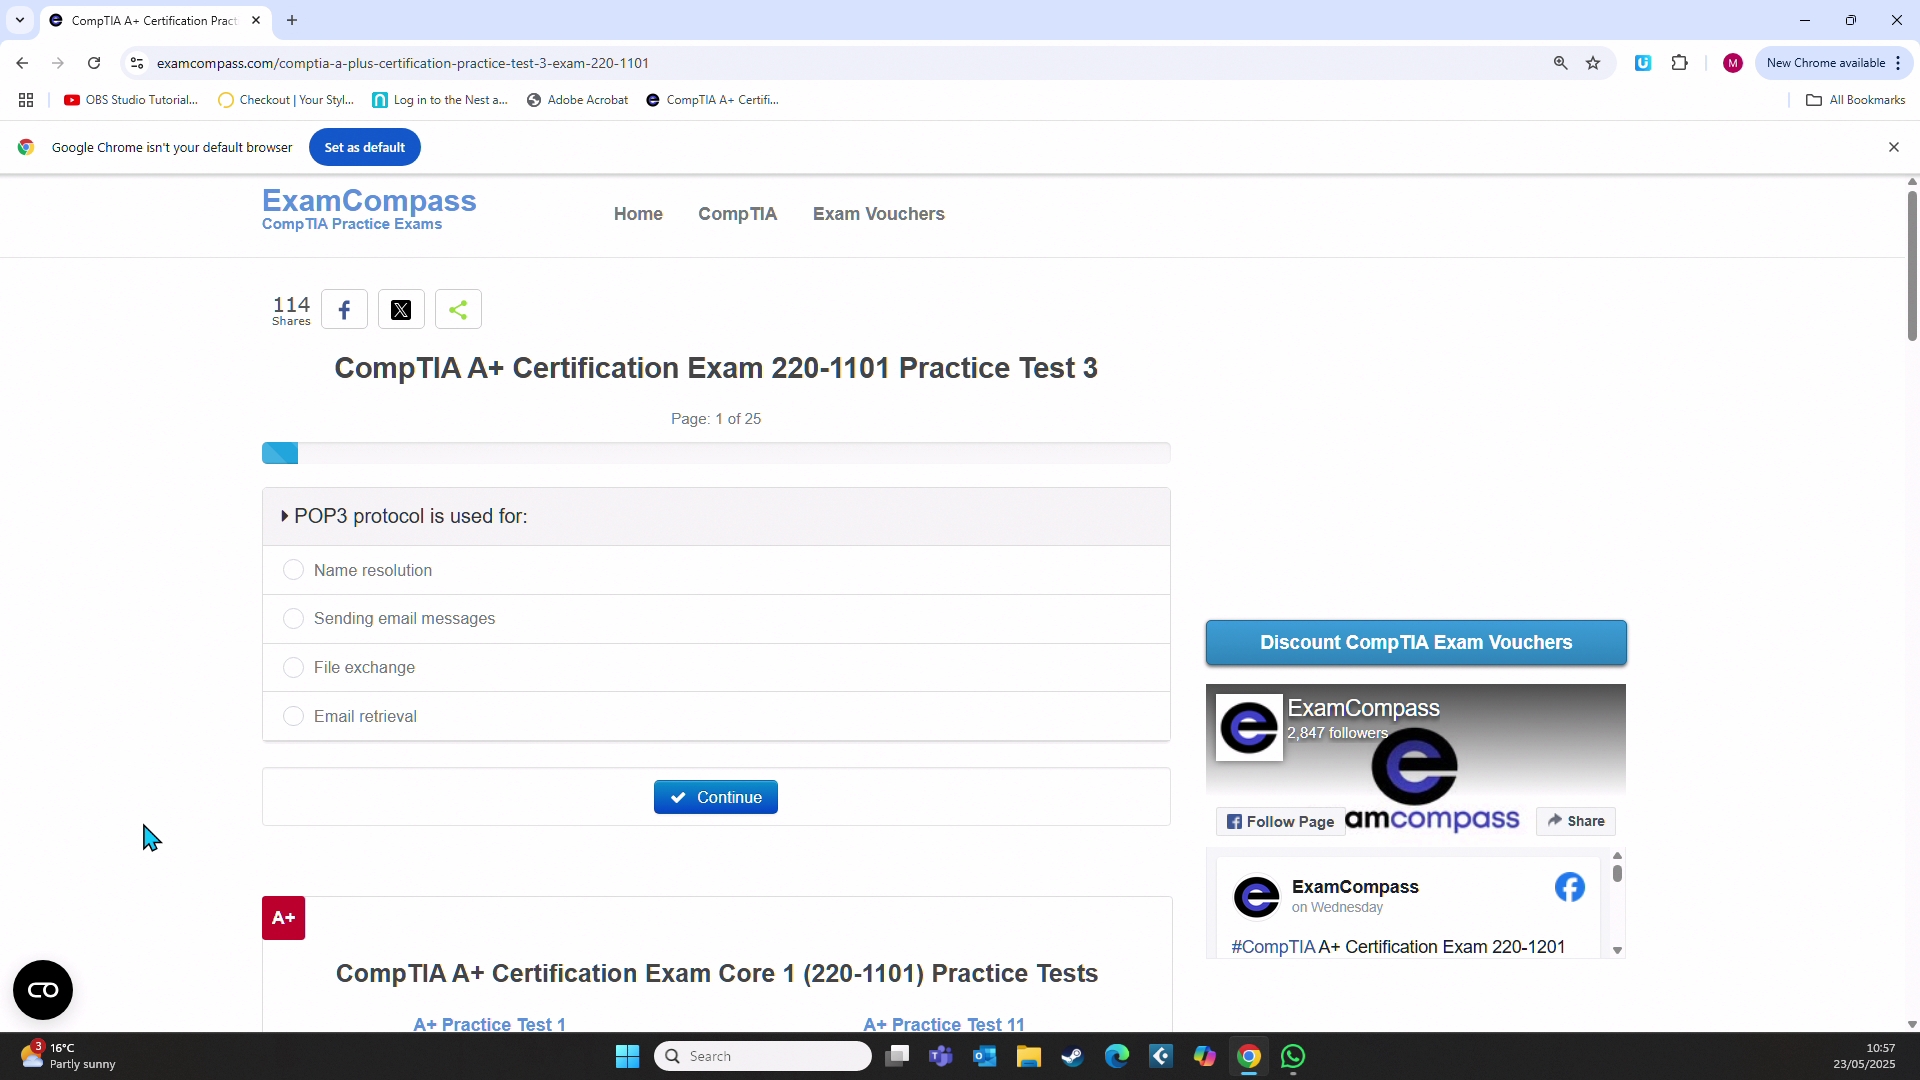 CompTIA A+ Certification Pract
examcompass.com/comptia-a-plus-certification-practice-test-3-exam-220-1101
M
New Chrome available
OBS Studio Tutorial...
Checkout | Your Styl...
Log in to the Nest a...
Adobe Acrobat
CompTIA A+ Certifi...
All Bookmarks
Google Chrome isn't your default browser
Set as default
ExamCompass
CompTIA Practice Exams
Home
CompTIA
Exam Vouchers
114
Shares
CompTIA A+ Certification Exam 220-1101 Practice Test 3
Page: 1 of 25
POP3 protocol is used for:
Name resolution
Sending email messages
File exchange
Email retrieval
Continue
Discount CompTIA Exam Vouchers
ExamCompass
2,847 followers
amcompass
Follow Page
Share
ExamCompass
on Wednesday
#CompTIA A+ Certification Exam 220-1201
A+
CompTIA A+ Certification Exam Core 1 (220-1101) Practice Tests
A+ Practice Test 1
A+ Practice Test 11
3
16°C
Partly sunny
Search
10:57
23/05/2025